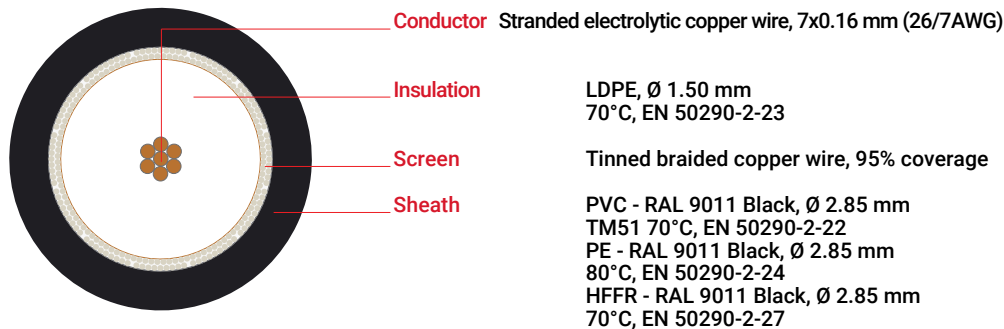 Conductor Stranded electrolytic copper wire, 7x0.16 mm (26/7AWG)
Insulation LDPE, Ø 1.50 mm
70°C, EN 50290-2-23
Screen Tinned braided copper wire, 95% coverage
Sheath PVC - RAL 9011 Black, Ø 2.85 mm
TM51 70°C, EN 50290-2-22
PE - RAL 9011 Black, Ø 2.85 mm
80°C, EN 50290-2-24
HFFR - RAL 9011 Black, Ø 2.85 mm
70°C, EN 50290-2-27